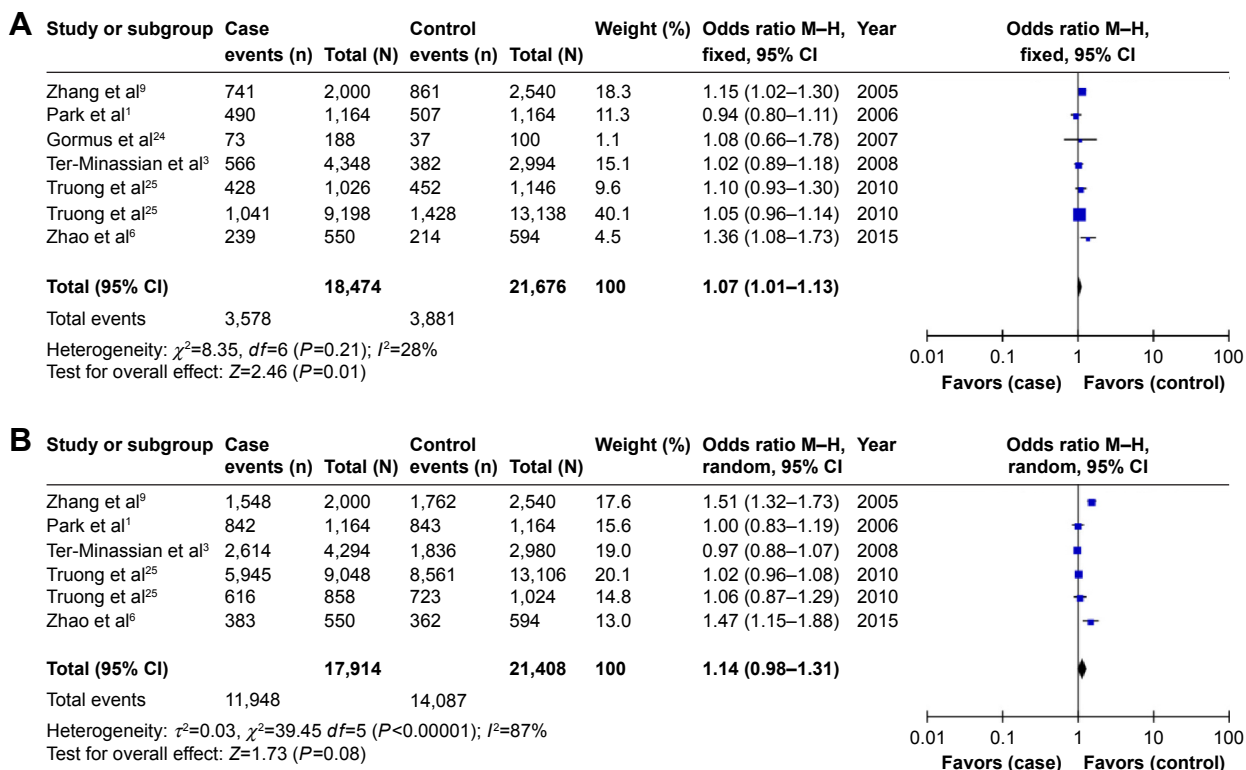 A Study or subgroup Case Control Weight (%) Odds ratio M–H, Year Odds ratio M–H,
events (n) Total (N) events (n) Total (N) fixed, 95% CI fixed, 95% CI
Zhang et al⁹ 741 2,000 861 2,540 18.3 1.15 (1.02–1.30) 2005
Park et al¹ 490 1,164 507 1,164 11.3 0.94 (0.80–1.11) 2006
Gormus et al²⁴ 73 188 37 100 1.1 1.08 (0.66–1.78) 2007
Ter-Minassian et al³ 566 4,348 382 2,994 15.1 1.02 (0.89–1.18) 2008
Truong et al²⁵ 428 1,026 452 1,146 9.6 1.10 (0.93–1.30) 2010
Truong et al²⁵ 1,041 9,198 1,428 13,138 40.1 1.05 (0.96–1.14) 2010
Zhao et al⁶ 239 550 214 594 4.5 1.36 (1.08–1.73) 2015
Total (95% CI) 18,474 21,676 100 1.07 (1.01–1.13)
Total events 3,578 3,881
Heterogeneity: χ²=8.35, df=6 (P=0.21); I²=28%
Test for overall effect: Z=2.46 (P=0.01)
0.01 0.1 1 10 100
Favors (case) Favors (control)
B Study or subgroup Case Control Weight (%) Odds ratio M–H, Year Odds ratio M–H,
events (n) Total (N) events (n) Total (N) random, 95% CI random, 95% CI
Zhang et al⁹ 1,548 2,000 1,762 2,540 17.6 1.51 (1.32–1.73) 2005
Park et al¹ 842 1,164 843 1,164 15.6 1.00 (0.83–1.19) 2006
Ter-Minassian et al³ 2,614 4,294 1,836 2,980 19.0 0.97 (0.88–1.07) 2008
Truong et al²⁵ 5,945 9,048 8,561 13,106 20.1 1.02 (0.96–1.08) 2010
Truong et al²⁵ 616 858 723 1,024 14.8 1.06 (0.87–1.29) 2010
Zhao et al⁶ 383 550 362 594 13.0 1.47 (1.15–1.88) 2015
Total (95% CI) 17,914 21,408 100 1.14 (0.98–1.31)
Total events 11,948 14,087
Heterogeneity: τ²=0.03, χ²=39.45 df=5 (P<0.00001); I²=87%
Test for overall effect: Z=1.73 (P=0.08)
0.01 0.1 1 10 100
Favors (case) Favors (control)